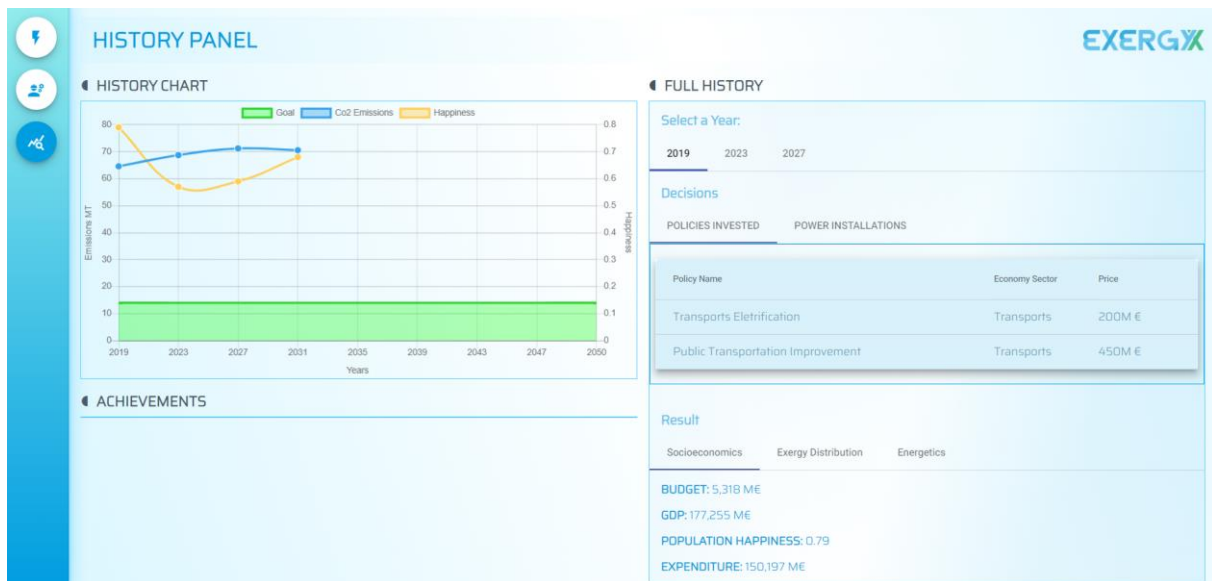 HISTORY PANEL
EXERGY
HISTORY CHART
Goal Co2 Emissions Happiness
80
70
60
50
40
30
20
10
0
Emissions MT
0.8
0.7
0.6
0.5
0.4
0.3
0.2
0.1
0
Happiness
2019 2023 2027 2031 2035 2039 2043 2047 2050
Years
ACHIEVEMENTS
FULL HISTORY
Select a Year:
2019 2023 2027
Decisions
POLICIES INVESTED POWER INSTALLATIONS
Policy Name Economy Sector Price
Transports Eletrification Transports 200M €
Public Transportation Improvement Transports 450M €
Result
Socioeconomics Exergy Distribution Energetics
BUDGET: 5,318 M€
GDP: 177,255 M€
POPULATION HAPPINESS: 0.79
EXPENDITURE: 150,197 M€